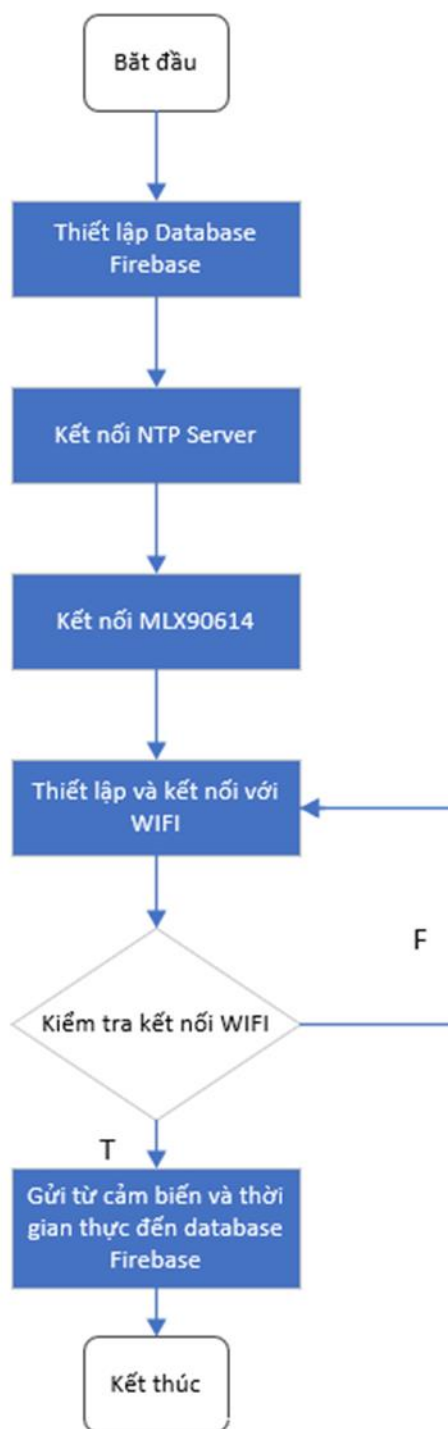 Băt đầu
Thiết lập Database
Firebase
Kết nối NTP Server
Kết nối MLX90614
Thiết lập và kết nối với
WIFI
F
Kiểm tra kết nối WIFI
T
Gửi từ cảm biến và thời
gian thực đến database
Firebase
Kết thúc